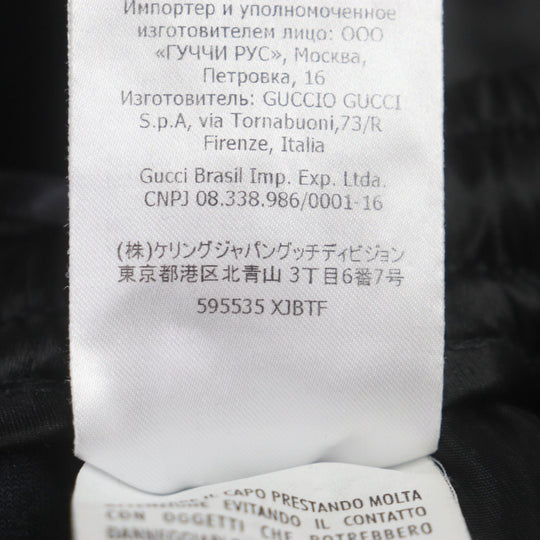 Импортер и уполномоченное
изготовителем лицо: ООО
«ГУЧЧИ РУС», Москва,
Петровка, 16
Изготовитель: GUCCIO GUCCI
S.p.A, via Tornabuoni,73/R
Firenze, Italia
Gucci Brasil Imp. Exp. Ltda.
CNPJ 08.338.986/0001-16
(株)ケリングジャパングッチディビジョン
東京都港区北青山 3丁目6番7号
595535 XJBTF
IL CAPO PRESTANDO MOLTA
ATTENZIONE EVITANDO IL CONTATTO
CON OGGETTI CHE POTREBBERO